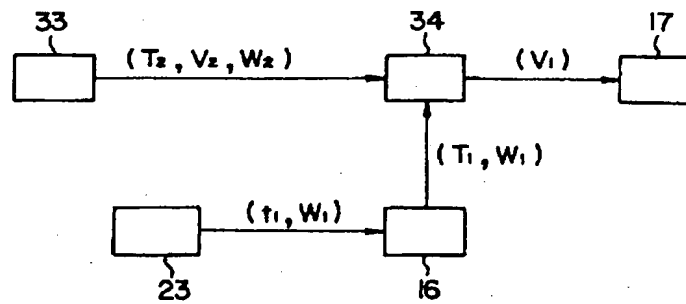 33
34
17
(T₂, V₂, W₂)
(V₁)
(T₁, W₁)
(t₁, W₁)
23
16